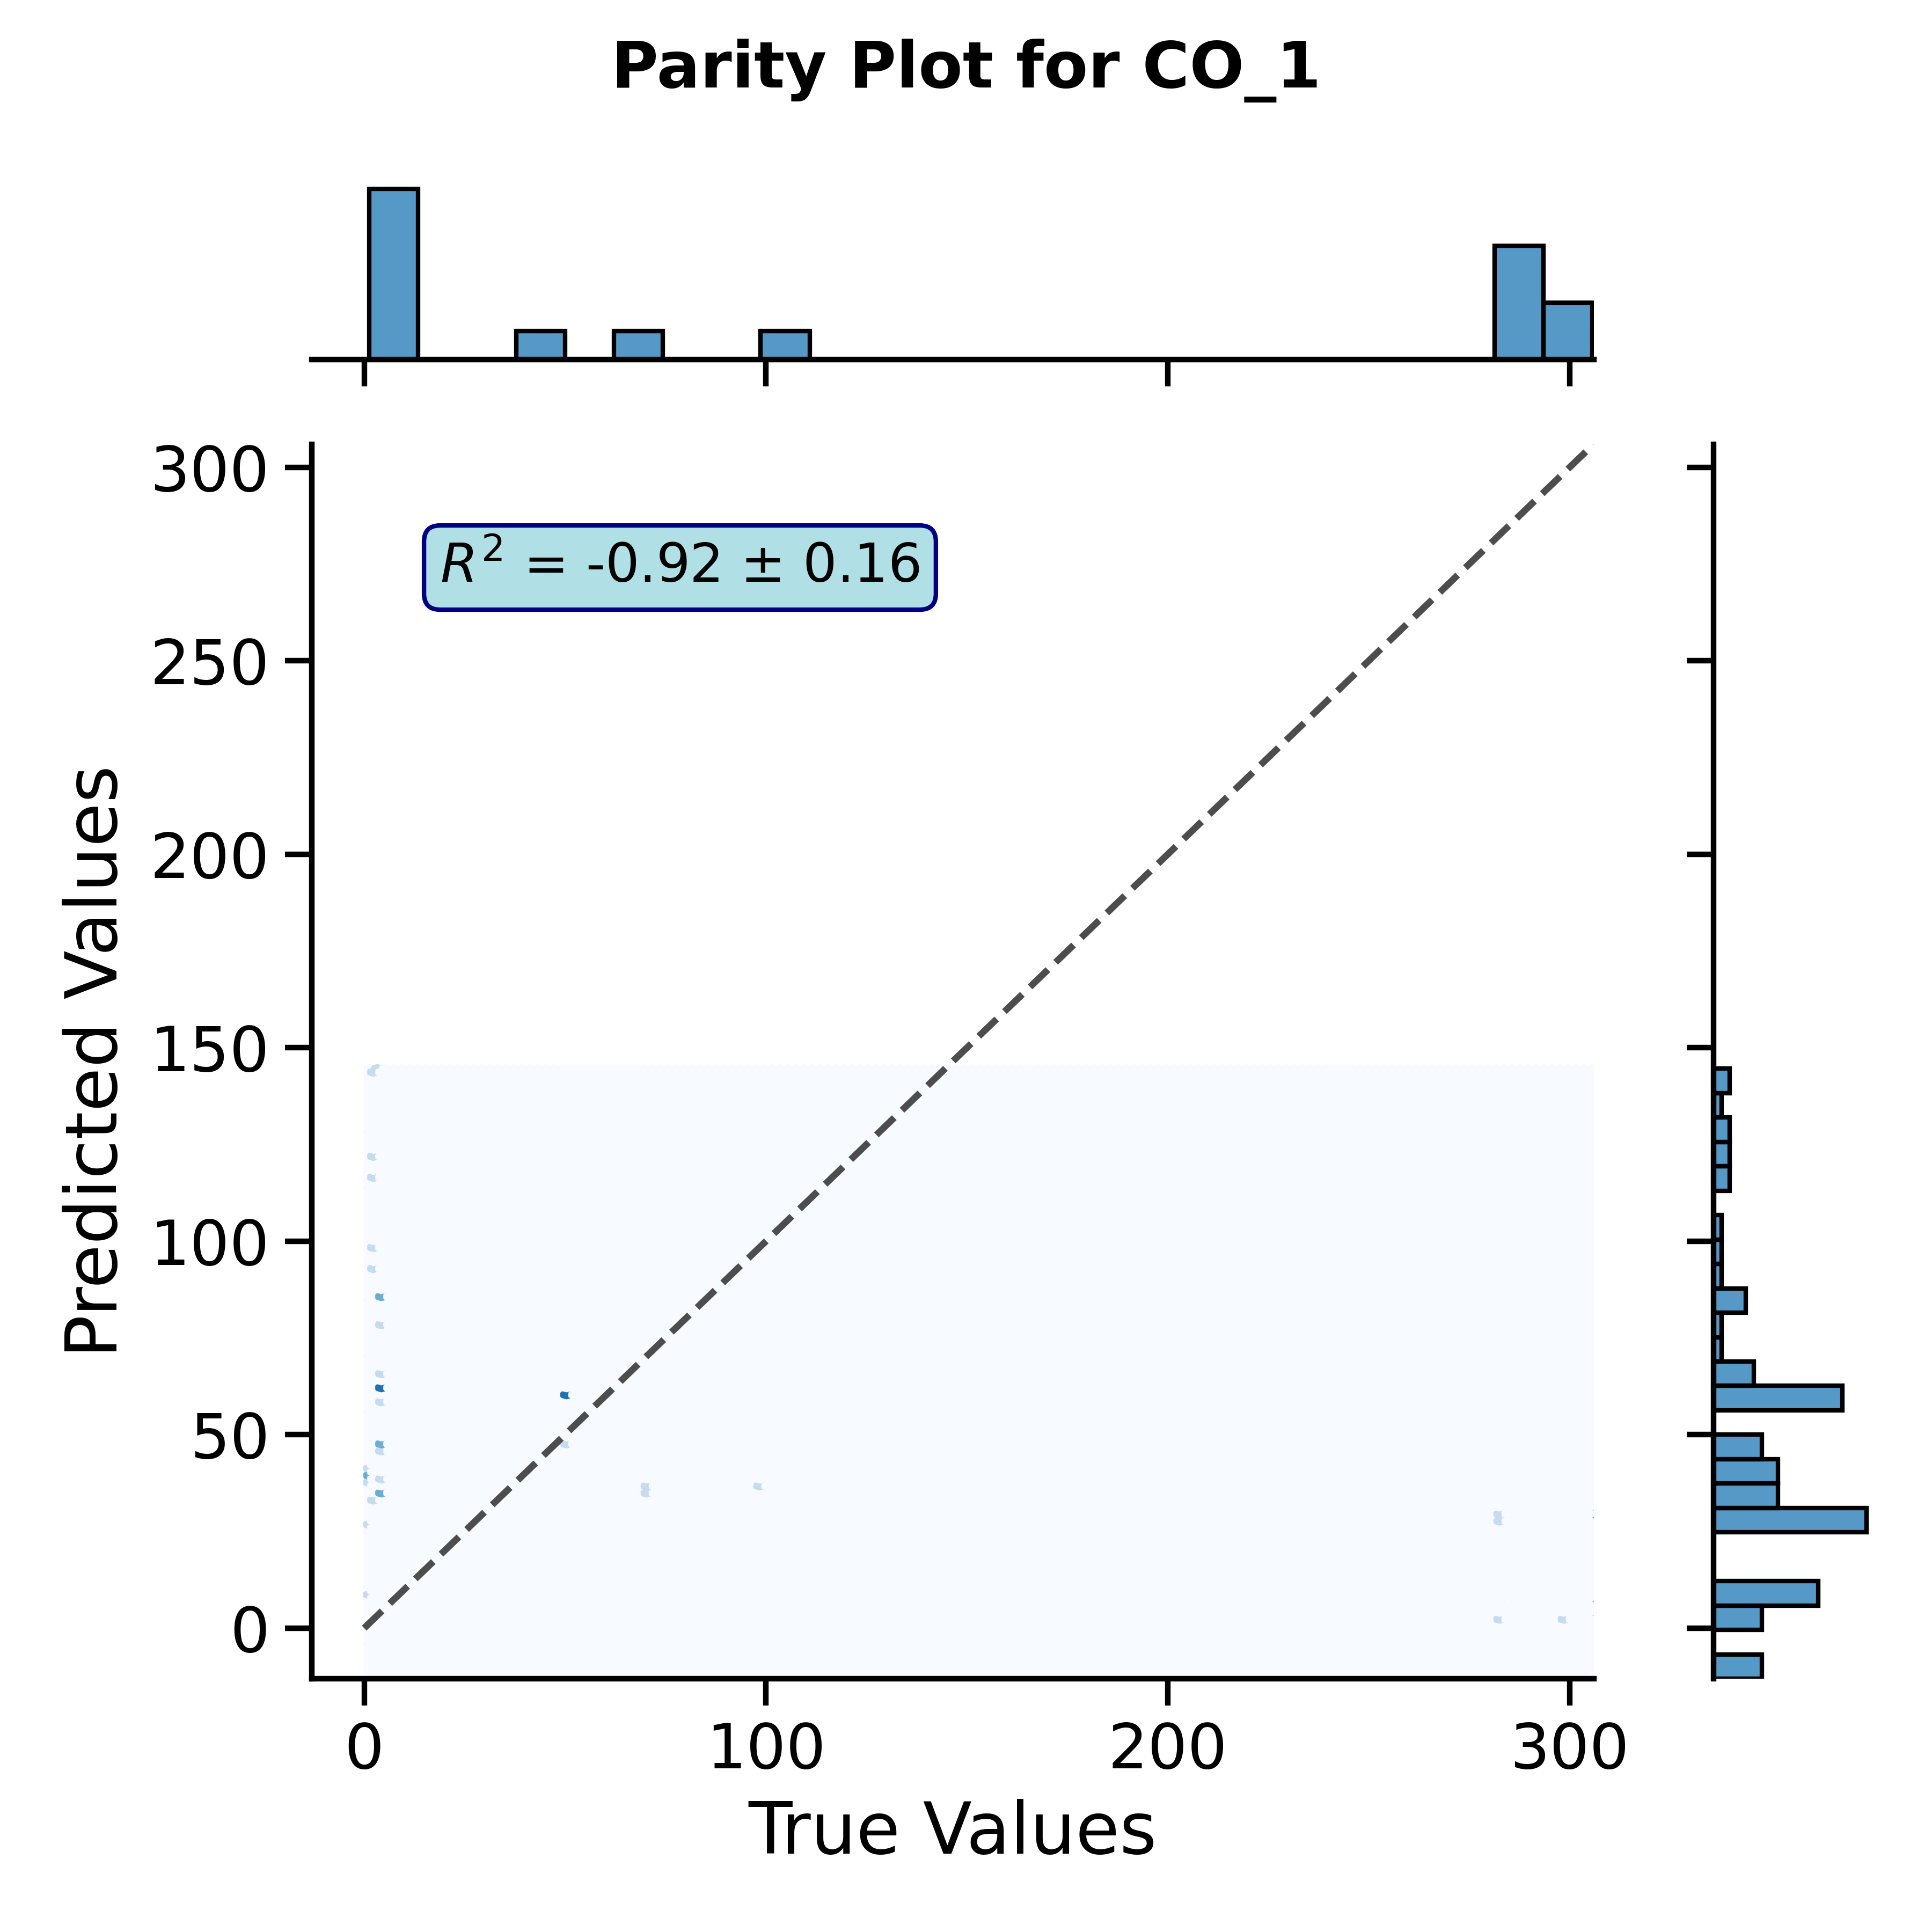 Parity Plot for CO_1
R² = -0.92 ± 0.16
Predicted Values
300
250
200
150
100
50
0
0 100 200 300
True Values